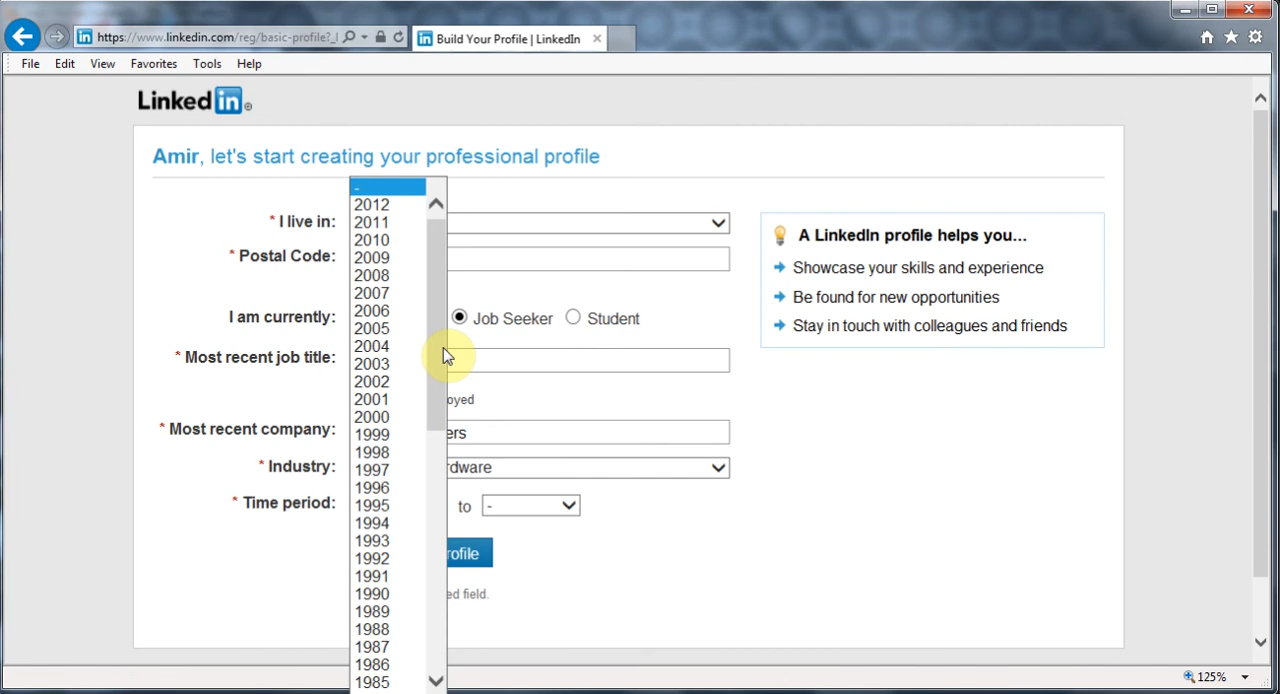 https://www.linkedin.com/reg/basic-profile?_l
Build Your Profile | LinkedIn
File Edit View Favorites Tools Help
Linked in ®
Amir, let's start creating your professional profile
* I live in:
* Postal Code:
I am currently: Job Seeker Student
* Most recent job title:
oyed
* Most recent company: ers
* Industry: rdware
* Time period: to -
rofile
ed field.
-
2012
2011
2010
2009
2008
2007
2006
2005
2004
2003
2002
2001
2000
1999
1998
1997
1996
1995
1994
1993
1992
1991
1990
1989
1988
1987
1986
1985
A LinkedIn profile helps you...
Showcase your skills and experience
Be found for new opportunities
Stay in touch with colleagues and friends
125%